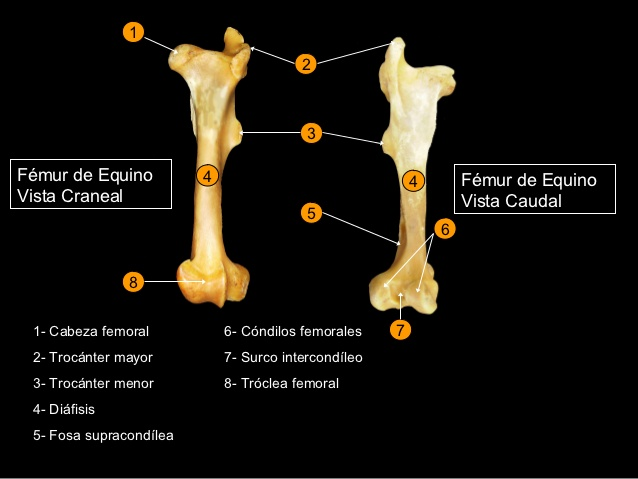 1
2
3
Fémur de Equino
Vista Craneal
4
4
Fémur de Equino
Vista Caudal
5
6
8
7
1- Cabeza femoral
2- Trocánter mayor
3- Trocánter menor
4- Diáfisis
5- Fosa supracondílea
6- Cóndilos femorales
7- Surco intercondíleo
8- Tróclea femoral